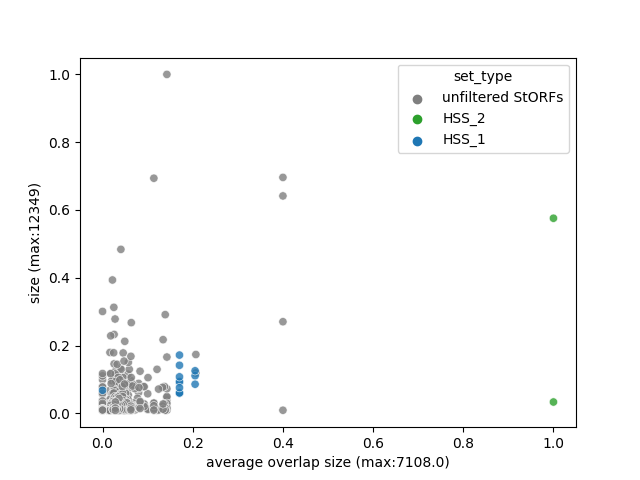 set_type
unfiltered StORFs
HSS_2
HSS_1
1.0
0.8
0.6
0.4
0.2
0.0
size (max:12349)
0.0 0.2 0.4 0.6 0.8 1.0
average overlap size (max:7108.0)